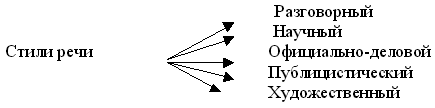 Разговорный
Научный
Стили речи
Официально-деловой
Публицистический
Художественный